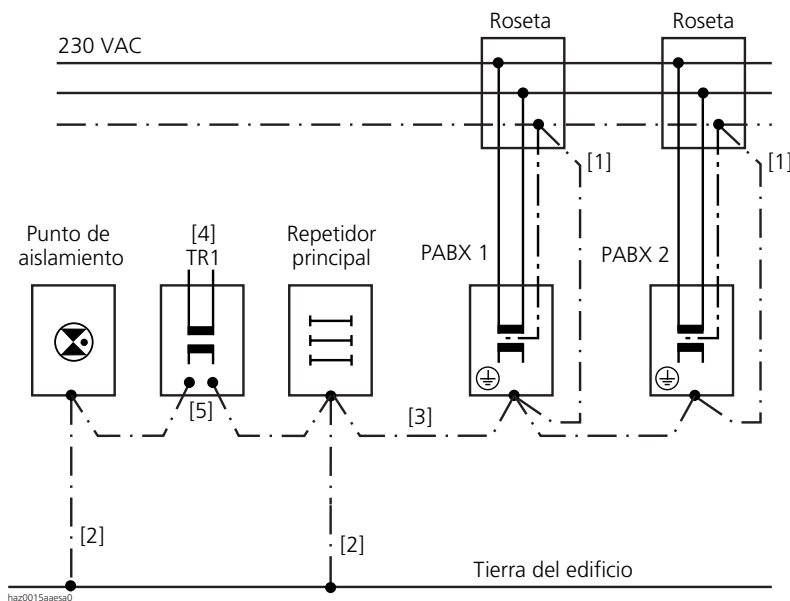 Roseta
Roseta
230 VAC
[1]
[1]
Punto de
aislamiento
[4]
TR1
Repetidor
principal
PABX 1
PABX 2
[5]
[3]
[2]
[2]
Tierra del edificio
haz0015aaesa0